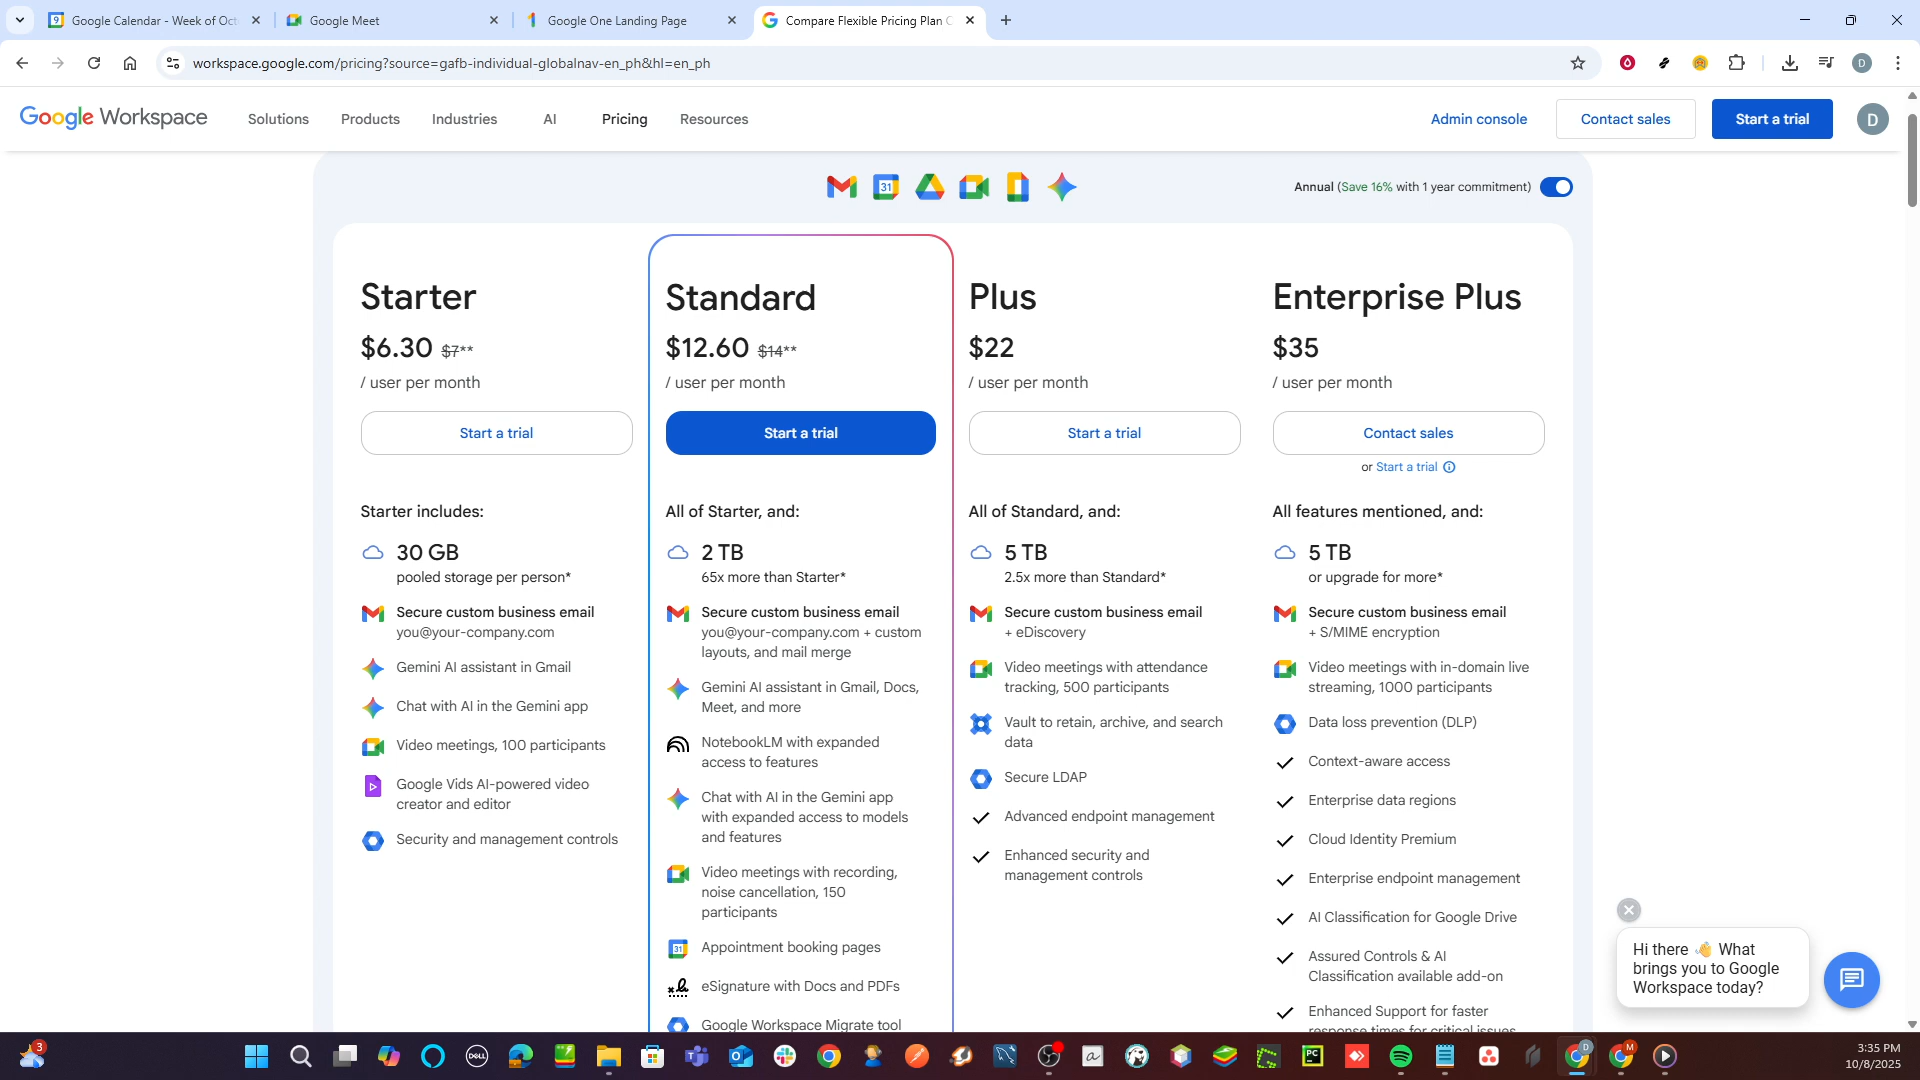 Google Calendar - Week of Oct
Google Meet
Google One Landing Page
Compare Flexible Pricing Plan
workspace.google.com/pricing?source=gafb-individual-globalnav-en_ph&hl=en_ph
D
Google Workspace
Solutions
Products
Industries
AI
Pricing
Resources
Admin console
Contact sales
Start a trial
D
31
Annual (Save 16% with 1 year commitment)
Starter
$6.30 $7**
/ user per month
Start a trial
Starter includes:
30 GB
pooled storage per person*
Secure custom business email
you@your-company.com
Gemini AI assistant in Gmail
Chat with AI in the Gemini app
Video meetings, 100 participants
Google Vids AI-powered video
creator and editor
Security and management controls
Standard
$12.60 $14**
/ user per month
Start a trial
All of Starter, and:
2 TB
65x more than Starter*
Secure custom business email
you@your-company.com + custom
layouts, and mail merge
Gemini AI assistant in Gmail, Docs,
Meet, and more
NotebookLM with expanded
access to features
Chat with AI in the Gemini app
with expanded access to models
and features
Video meetings with recording,
noise cancellation, 150
participants
31
Appointment booking pages
eSignature with Docs and PDFs
Google Workspace Migrate tool
Plus
$22
/ user per month
Start a trial
All of Standard, and:
5 TB
2.5x more than Standard*
Secure custom business email
+ eDiscovery
Video meetings with attendance
tracking, 500 participants
Vault to retain, archive, and search
data
Secure LDAP
Advanced endpoint management
Enhanced security and
management controls
Enterprise Plus
$35
/ user per month
Contact sales
or Start a trial
All features mentioned, and:
5 TB
or upgrade for more*
Secure custom business email
+ S/MIME encryption
Video meetings with in-domain live
streaming, 1000 participants
Data loss prevention (DLP)
Context-aware access
Enterprise data regions
Cloud Identity Premium
Enterprise endpoint management
AI Classification for Google Drive
Assured Controls & AI
Classification available add-on
Enhanced Support for faster
response times for critical issues
Hi there 👋 What
brings you to Google
Workspace today?
3
DELL
PC
D
M
3:35 PM
10/8/2025